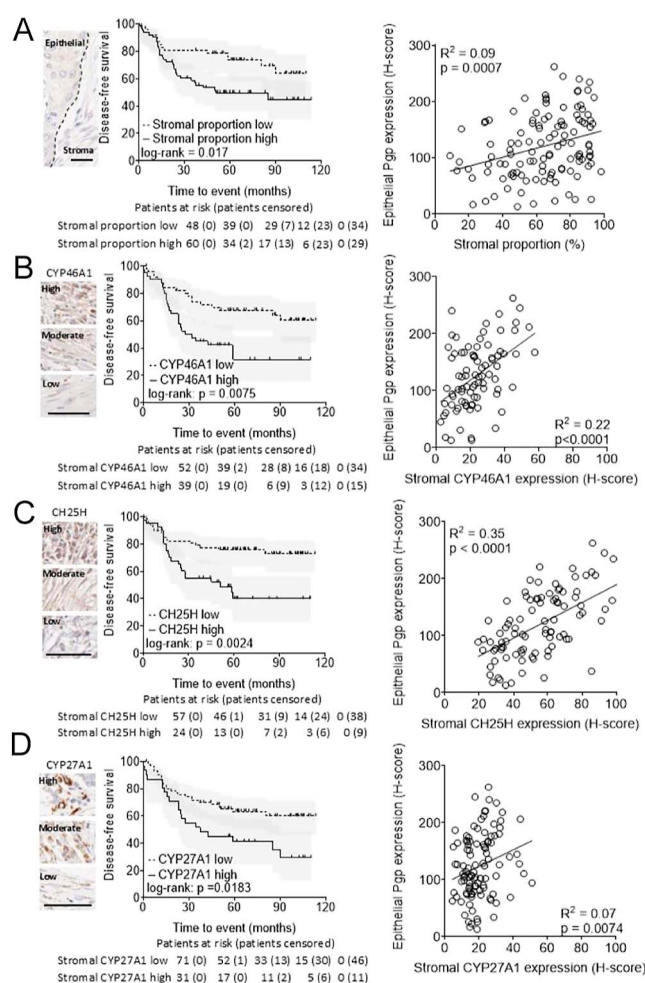 A
Epithelial
Stroma
Disease-free survival
100
80
60
40
20
0
-- Stromal proportion low
— Stromal proportion high
log-rank = 0.017
0 30 60 90 120
Time to event (months)
Patients at risk (patients censored)
Stromal proportion low 48 (0) 39 (0) 29 (7) 12 (23) 0 (34)
Stromal proportion high 60 (0) 34 (2) 17 (13) 6 (23) 0 (29)
Epithelial Pgp expression (H-score)
300
200
100
0
R² = 0.09
p = 0.0007
0 20 40 60 80 100
Stromal proportion (%)
B
CYP46A1
High
Moderate
Low
Disease-free survival
100
80
60
40
20
0
-- CYP46A1 low
— CYP46A1 high
log-rank: p = 0.0075
0 30 60 90 120
Time to event (months)
Patients at risk (patients censored)
Stromal CYP46A1 low 52 (0) 39 (2) 28 (8) 16 (18) 0 (34)
Stromal CYP46A1 high 39 (0) 19 (0) 6 (9) 3 (12) 0 (15)
Epithelial Pgp expression (H-score)
300
200
100
0
R² = 0.22
p<0.0001
0 20 40 60 80 100
Stromal CYP46A1 expression (H-score)
C
CH25H
High
Moderate
Low
Disease-free survival
100
80
60
40
20
0
-- CH25H low
— CH25H high
log-rank: p = 0.0024
0 30 60 90 120
Time to event (months)
Patients at risk (patients censored)
Stromal CH25H low 57 (0) 46 (1) 31 (9) 14 (24) 0 (38)
Stromal CH25H high 24 (0) 13 (0) 7 (2) 3 (6) 0 (9)
Epithelial Pgp expression (H-score)
300
200
100
0
R² = 0.35
p < 0.0001
0 20 40 60 80 100
Stromal CH25H expression (H-score)
D
CYP27A1
High
Moderate
Low
Disease-free survival
100
80
60
40
20
0
-- CYP27A1 low
— CYP27A1 high
log-rank: p =0.0183
0 30 60 90 120
Time to event (months)
Patients at risk (patients censored)
Stromal CYP27A1 low 71 (0) 52 (1) 33 (13) 15 (30) 0 (46)
Stromal CYP27A1 high 31 (0) 17 (0) 11 (2) 5 (6) 0 (11)
Epithelial Pgp expression (H-score)
300
200
100
0
R² = 0.07
p = 0.0074
0 20 40 60 80 100
Stromal CYP27A1 expression (H-score)